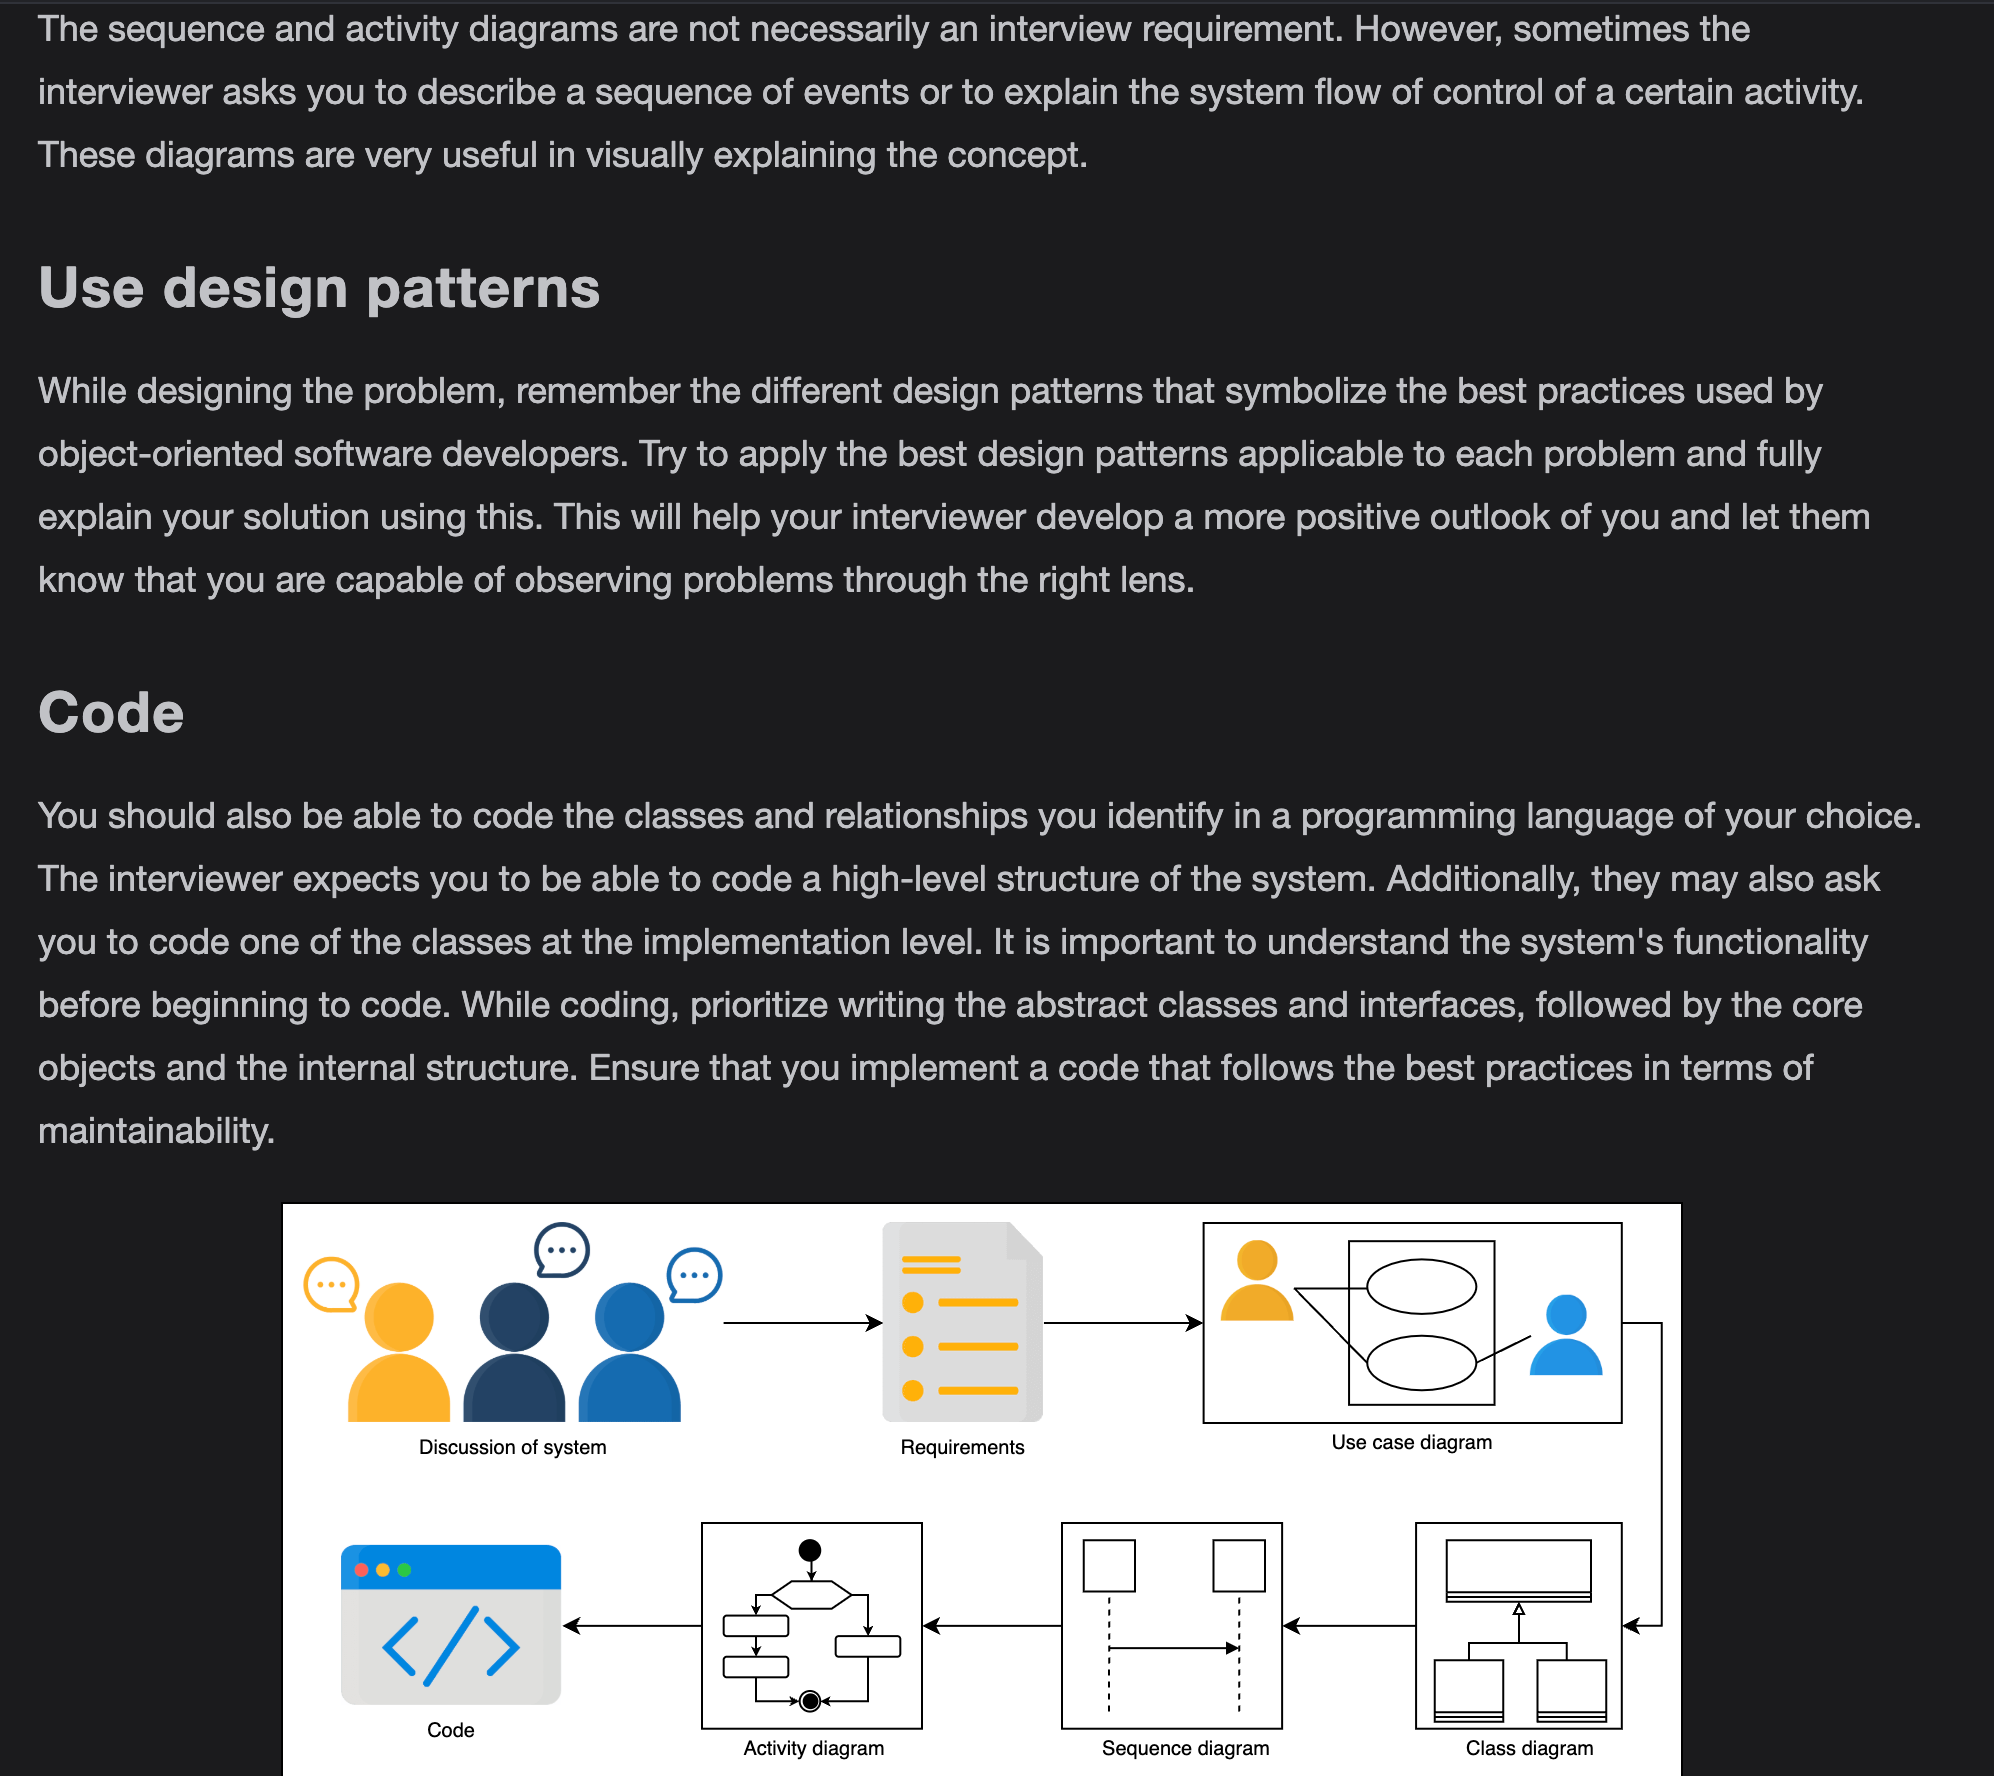 The sequence and activity diagrams are not necessarily an interview requirement. However, sometimes the
interviewer asks you to describe a sequence of events or to explain the system flow of control of a certain activity.
These diagrams are very useful in visually explaining the concept.
Use design patterns
While designing the problem, remember the different design patterns that symbolize the best practices used by
object-oriented software developers. Try to apply the best design patterns applicable to each problem and fully
explain your solution using this. This will help your interviewer develop a more positive outlook of you and let them
know that you are capable of observing problems through the right lens.
Code
You should also be able to code the classes and relationships you identify in a programming language of your choice.
The interviewer expects you to be able to code a high-level structure of the system. Additionally, they may also ask
you to code one of the classes at the implementation level. It is important to understand the system's functionality
before beginning to code. While coding, prioritize writing the abstract classes and interfaces, followed by the core
objects and the internal structure. Ensure that you implement a code that follows the best practices in terms of
maintainability.
Discussion of system
Requirements
Use case diagram
</>
Code
Activity diagram
Sequence diagram
Class diagram